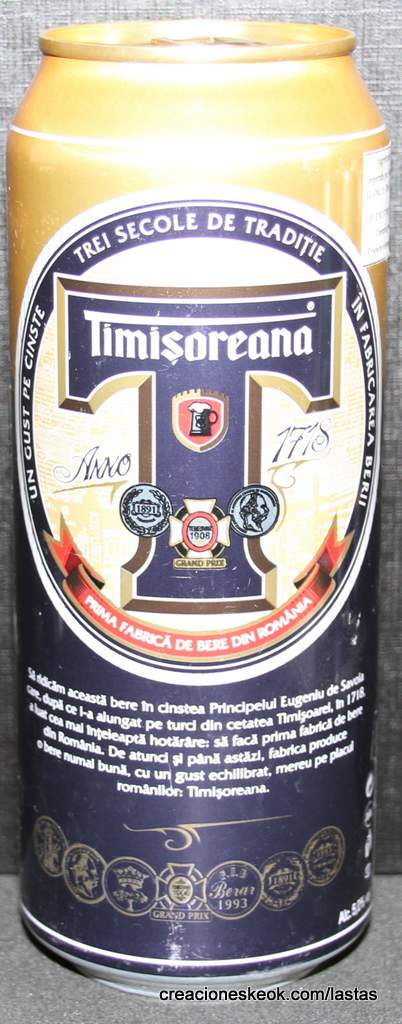 UN GUST PE CINSTE
TREI SECOLE DE TRADIȚIE
ÎN FABRICAREA BERII
Timișoreana
Anno 1718
1891
1908
GRAND PRIX
PRIMA FABRICĂ DE BERE DIN ROMÂNIA
Să ridicăm această bere în cinstea Principelui Eugeniu de Savoia
care, după ce i-a alungat pe turci din cetatea Timișoarei, în 1718,
a luat cea mai înțeleaptă hotărâre: să facă prima fabrică de bere
din România. De atunci și până astăzi, fabrica produce
o bere numai bună, cu un gust echilibrat, mereu pe placul
românilor: Timișoreana.
GRAND PRIX
Berar
1993
1891
Alc.
creacioneskeok.com/lastas